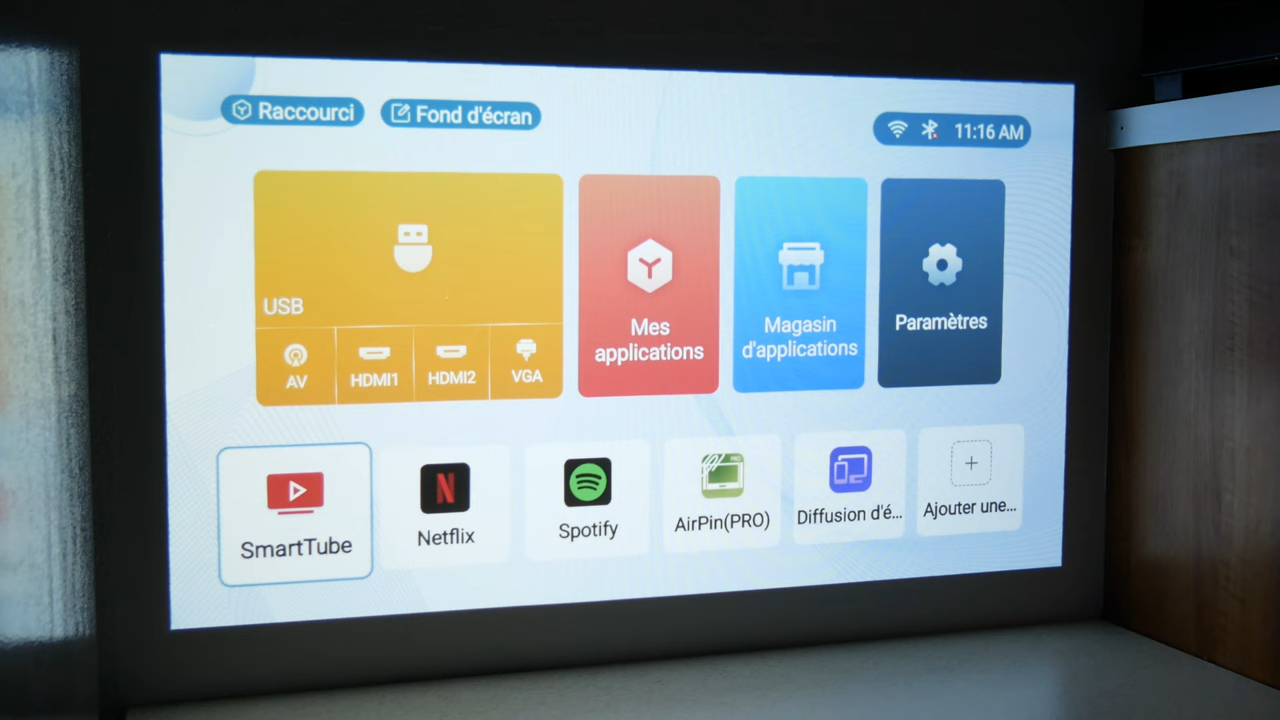 Raccourci
Fond d'écran
11:16 AM
USB
AV
HDMI1
HDMI2
VGA
Mes
applications
Magasin
d'applications
Paramètres
SmartTube
N
Netflix
Spotify
PRO
AirPin(PRO)
Diffusion d'é...
Ajouter une...